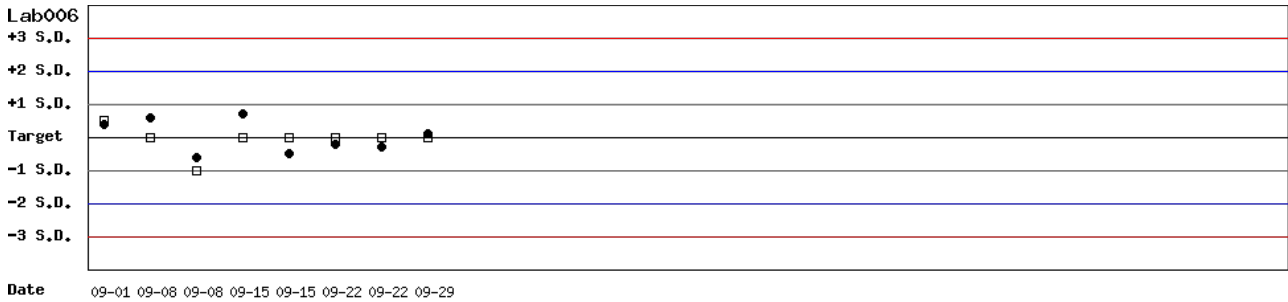 Lab006
+3 S.D.
+2 S.D.
+1 S.D.
Target
-1 S.D.
-2 S.D.
-3 S.D.
Date 09-01 09-08 09-08 09-15 09-15 09-22 09-22 09-29